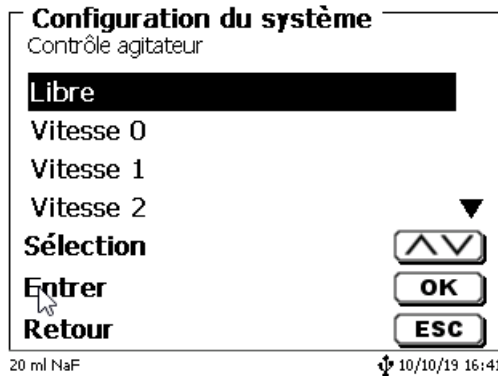 Configuration du système
Contrôle agitateur
Libre
Vitesse 0
Vitesse 1
Vitesse 2
Sélection
Entrer OK
Retour ESC
20 ml NaF 10/10/19 16:41